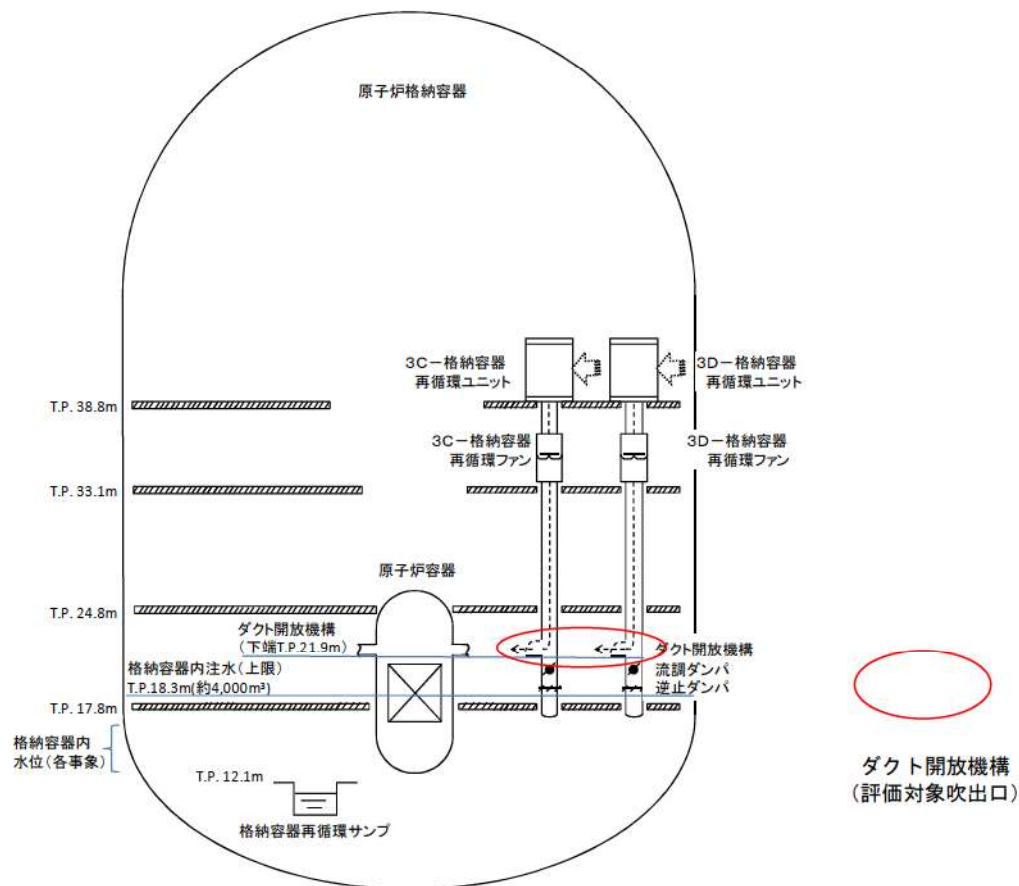 原子炉格納容器
3C－格納容器
再循環ユニット
3D－格納容器
再循環ユニット
T.P. 38.8m
3C－格納容器
再循環ファン
3D－格納容器
再循環ファン
T.P. 33.1m
原子炉容器
T.P. 24.8m
ダクト開放機構
(下端T.P.21.9m)
ダクト開放機構
格納容器内注水(上限)
T.P.18.3m(約4,000m³)
流調ダンパ
逆止ダンパ
T.P. 17.8m
格納容器内
水位(各事象)
T.P. 12.1m
格納容器再循環サンプ
ダクト開放機構
(評価対象吹出口)